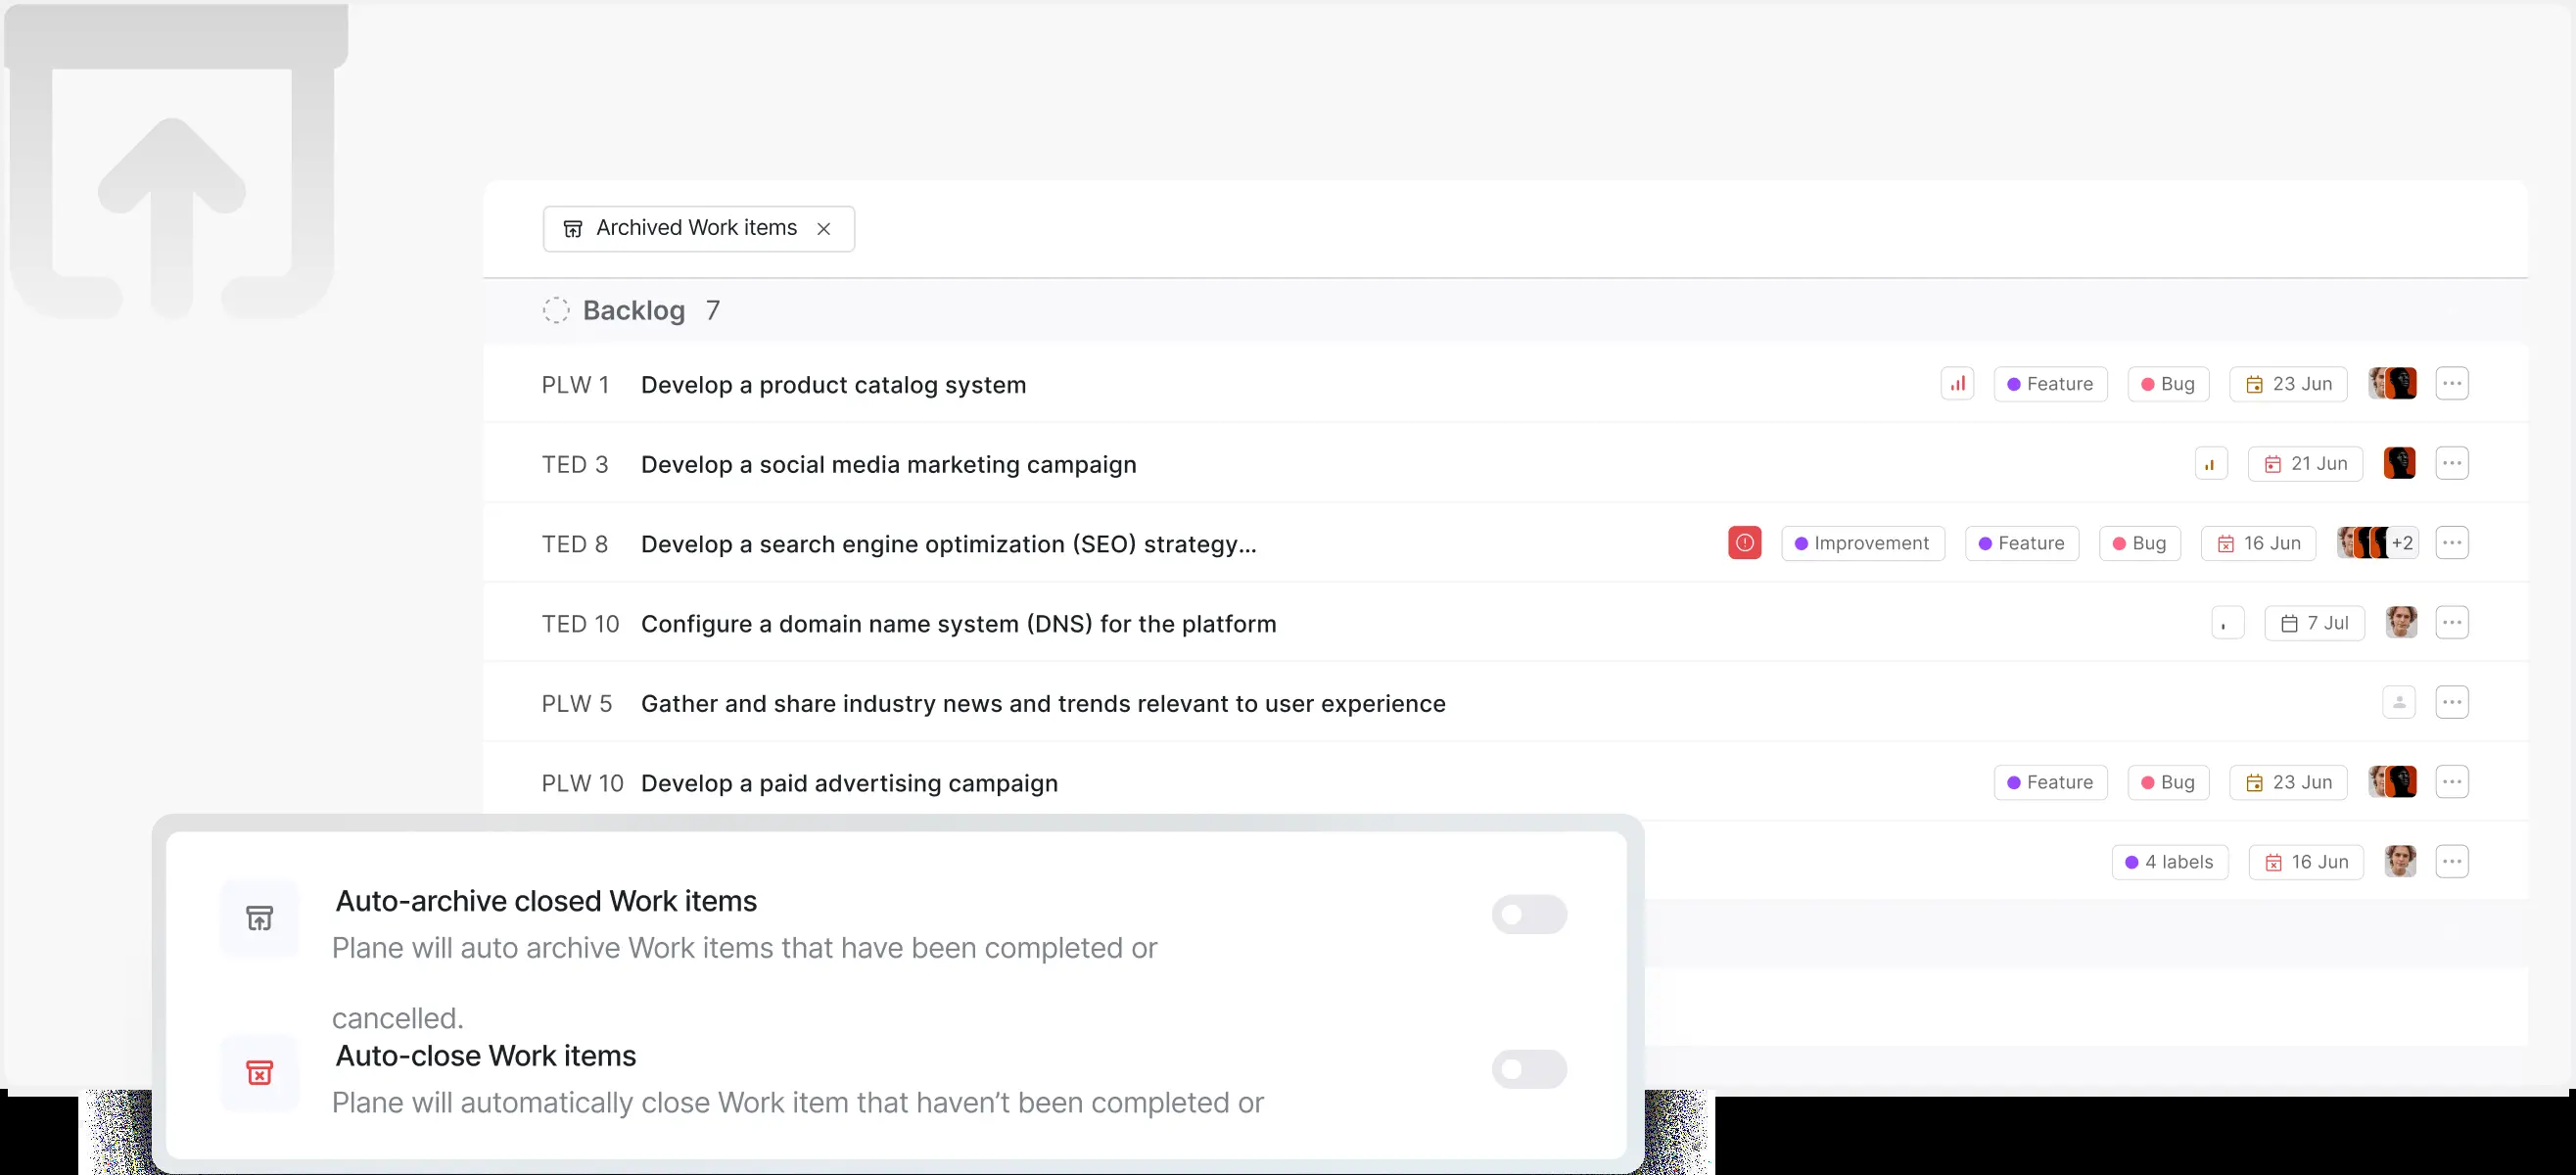 Archived Work items
Backlog 7
PLW 1 Develop a product catalog system Feature Bug 23 Jun
TED 3 Develop a social media marketing campaign 21 Jun
TED 8 Develop a search engine optimization (SEO) strategy... Improvement Feature Bug 16 Jun +2
TED 10 Configure a domain name system (DNS) for the platform 7 Jul
PLW 5 Gather and share industry news and trends relevant to user experience
PLW 10 Develop a paid advertising campaign Feature Bug 23 Jun
4 labels 16 Jun
Auto-archive closed Work items
Plane will auto archive Work items that have been completed or
cancelled.
Auto-close Work items
Plane will automatically close Work item that haven’t been completed or